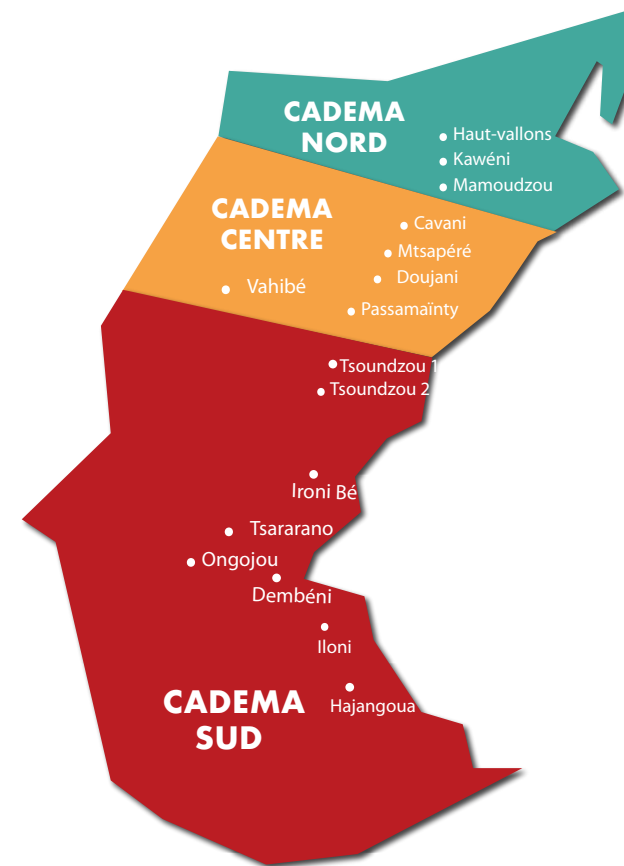 CADEMA
NORD
Haut-vallons
Kawéni
Mamoudzou
CADEMA
CENTRE
Cavani
Mtsapéré
Doujani
Vahibé
Passamaïnty
Tsoundzou 1
Tsoundzou 2
Ironi Bé
Tsararano
Ongojou
Dembéni
Iloni
Hajangoua
CADEMA
SUD